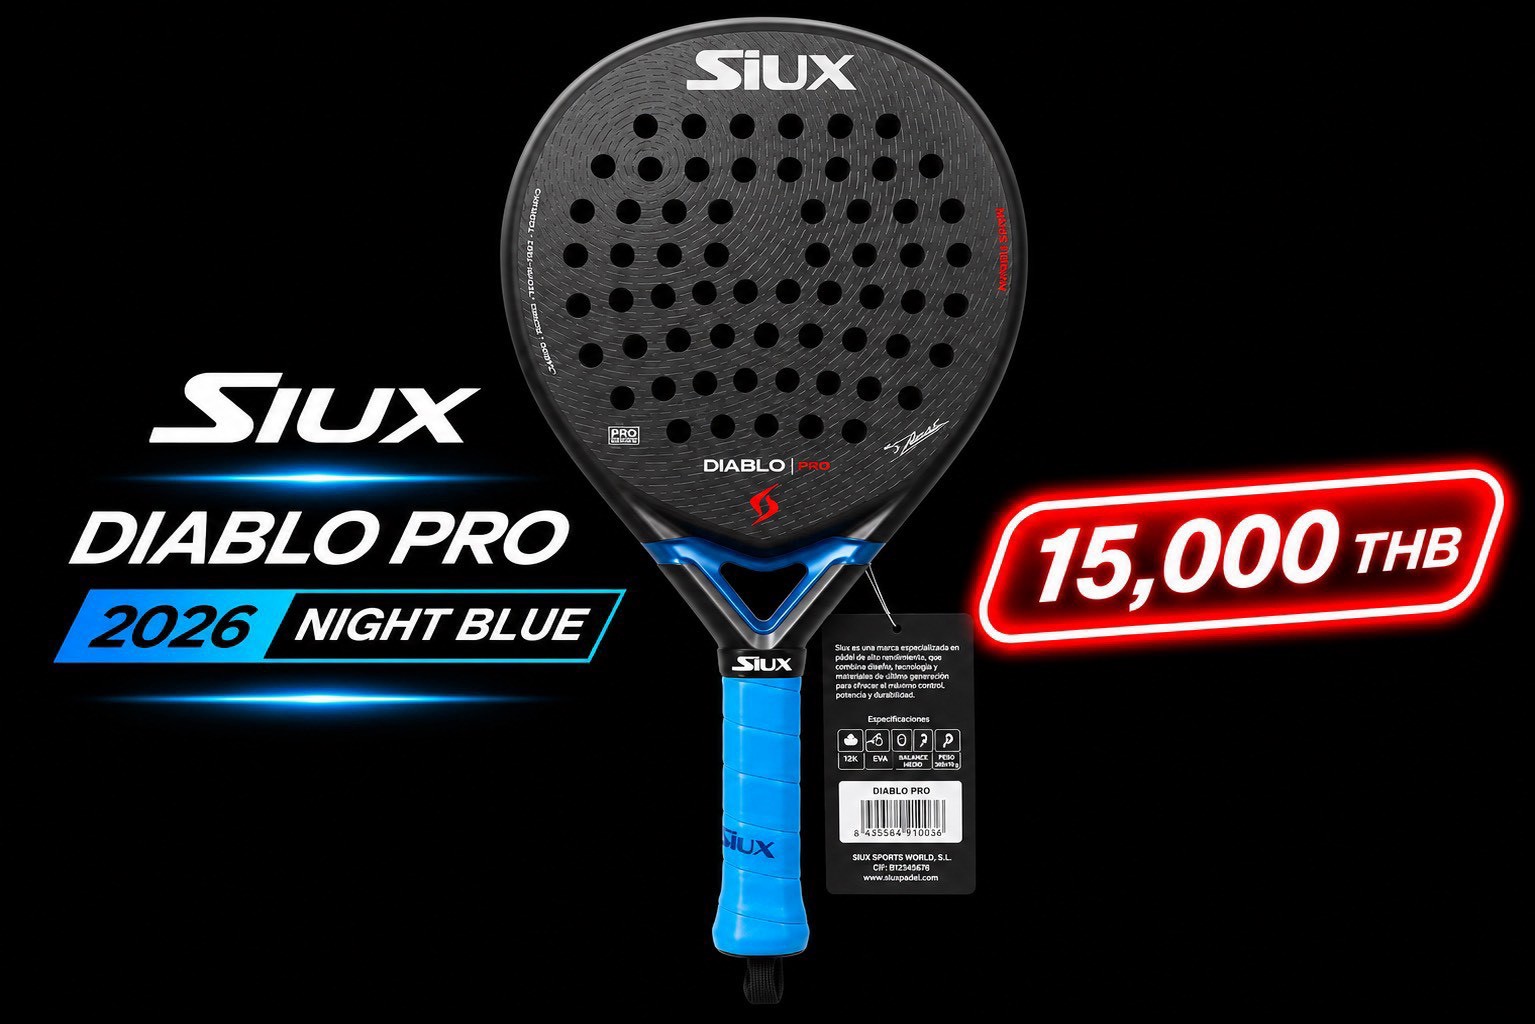 SIUX
DIABLO PRO
2026 NIGHT BLUE
SIUX
PRO
DIABLO | PRO
SIUX
SIUX
15,000 THB
Siux es una marca especializada en
pádel de alto rendimiento, que
combina diseño, tecnología y
materiales de última generación
para ofrecer el máximo control,
potencia y durabilidad.
Especificaciones
12K EVA BALANCE PESO
DIABLO PRO
SIUX SPORTS WORLD, S.L.
CIF: B12345678
www.siuxpadel.com